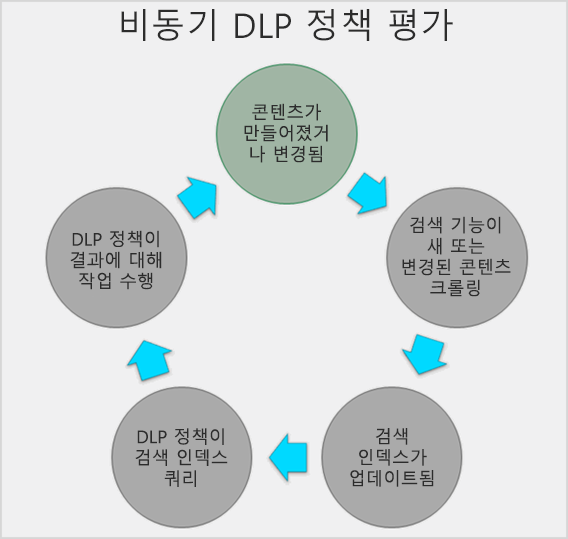 비동기 DLP 정책 평가
콘텐츠가
만들어졌거
나 변경됨
검색 기능이
새 또는
변경된 콘텐츠
크롤링
검색
인덱스가
업데이트됨
DLP 정책이
검색 인덱스
쿼리
DLP 정책이
결과에 대해
작업 수행